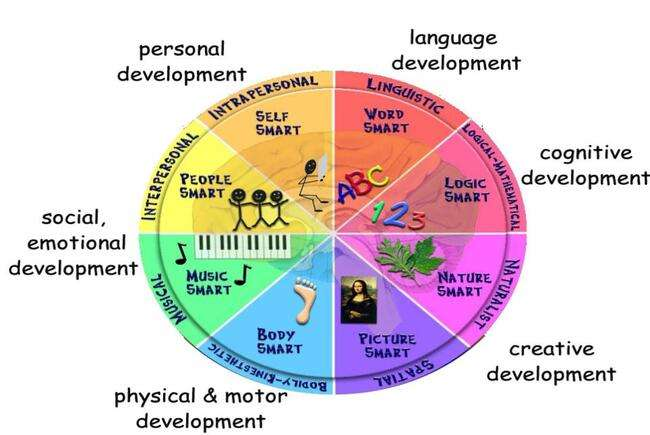 personal
development
language
development
INTRAPERSONAL
LINGUISTIC
SELF
SMART
WORD
SMART
LOGICAL-MATHEMATICAL
cognitive
development
INTERPERSONAL
PEOPLE
SMART
ABC
LOGIC
SMART
123
social,
emotional
development
MUSICAL
MUSIC
SMART
NATURE
SMART
NATURALIST
BODY
SMART
PICTURE
SMART
BODILY-KINESTHETIC
SPATIAL
creative
development
physical & motor
development